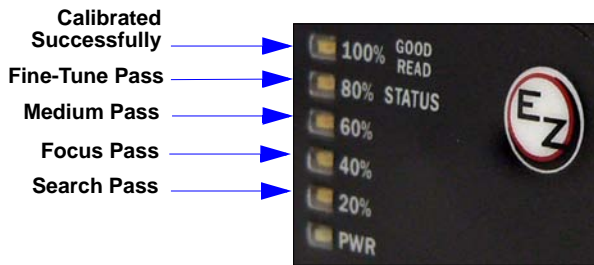 Calibrated
Successfully
Fine-Tune Pass
Medium Pass
Focus Pass
Search Pass
100% GOOD
READ
80% STATUS
60%
40%
20%
PWR
EZ